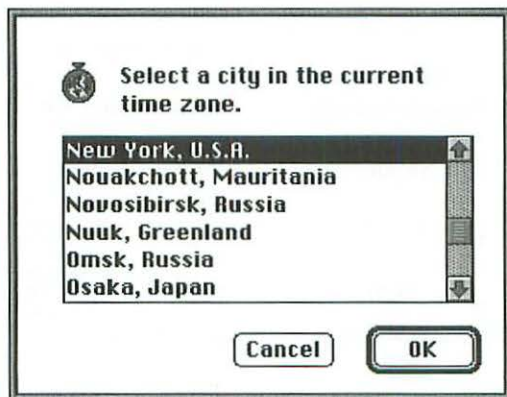 Select a city in the current
time zone.
New York, U.S.A.
Nouakchott, Mauritania
Novosibirsk, Russia
Nuuk, Greenland
Omsk, Russia
Osaka, Japan
Cancel
OK